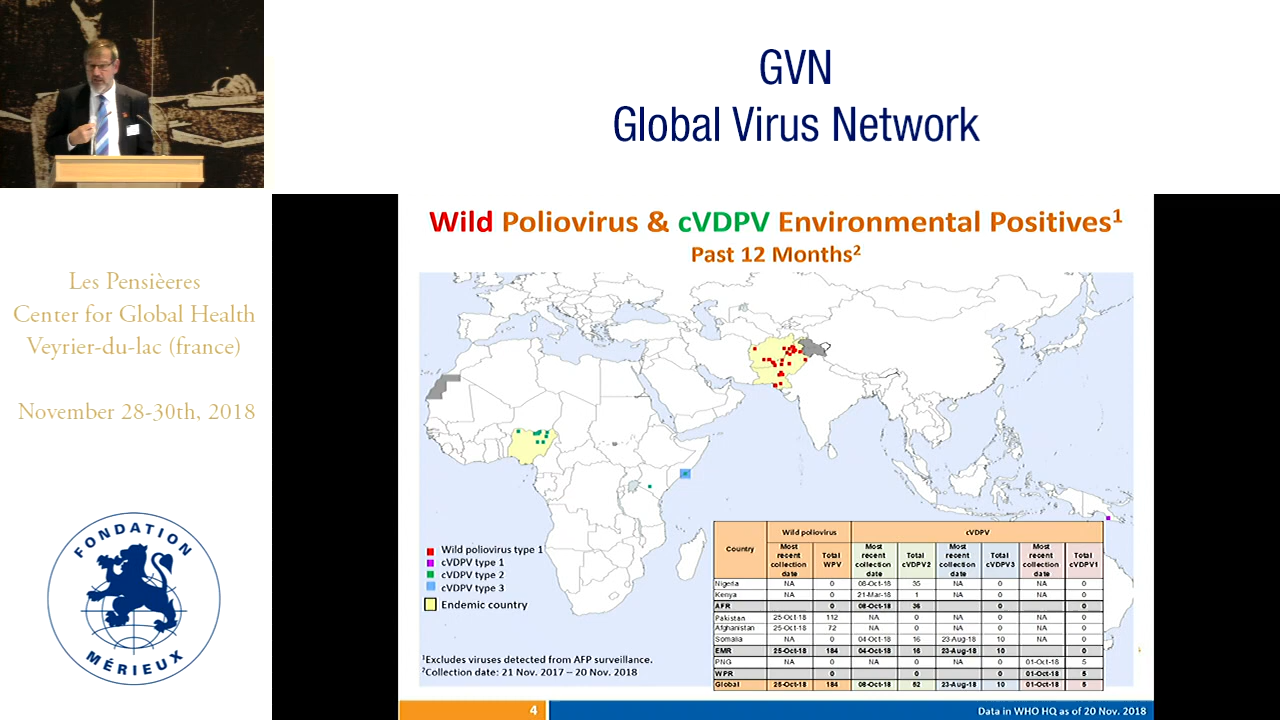 GVN
Global Virus Network
Les Pensièeres
Center for Global Health
Veyrier-du-lac (france)
November 28-30th, 2018
FONDATION
MÉRIEUX
Wild Poliovirus & cVDPV Environmental Positives1
Past 12 Months2
Wild poliovirus type 1
cVDPV type 1
cVDPV type 2
cVDPV type 3
Endemic country
1Excludes viruses detected from AFP surveillance.
2Collection date: 21 Nov. 2017 – 20 Nov. 2018
Country Wild poliovirus cVDPV
Most recent collection date Total WPV Most recent collection date Total cVDPV2 Most recent collection date Total cVDPV3 Most recent collection date Total cVDPV1
Nigeria NA 0 08-Oct-18 35 NA 0 NA 0
Kenya NA 0 21-Mar-18 1 NA 0 NA 0
AFR 0 08-Oct-18 36 0 0
Pakistan 25-Oct-18 112 NA 0 NA 0 NA 0
Afghanistan 25-Oct-18 72 NA 0 NA 0 NA 0
Somalia NA 0 04-Oct-18 16 23-Aug-18 10 NA 0
EMR 25-Oct-18 184 04-Oct-18 16 23-Aug-18 10 0
PNG NA 0 NA 0 NA 0 01-Oct-18 5
WPR 0 0 0 01-Oct-18 5
Global 25-Oct-18 184 08-Oct-18 52 23-Aug-18 10 01-Oct-18 5
4
Data in WHO HQ as of 20 Nov. 2018